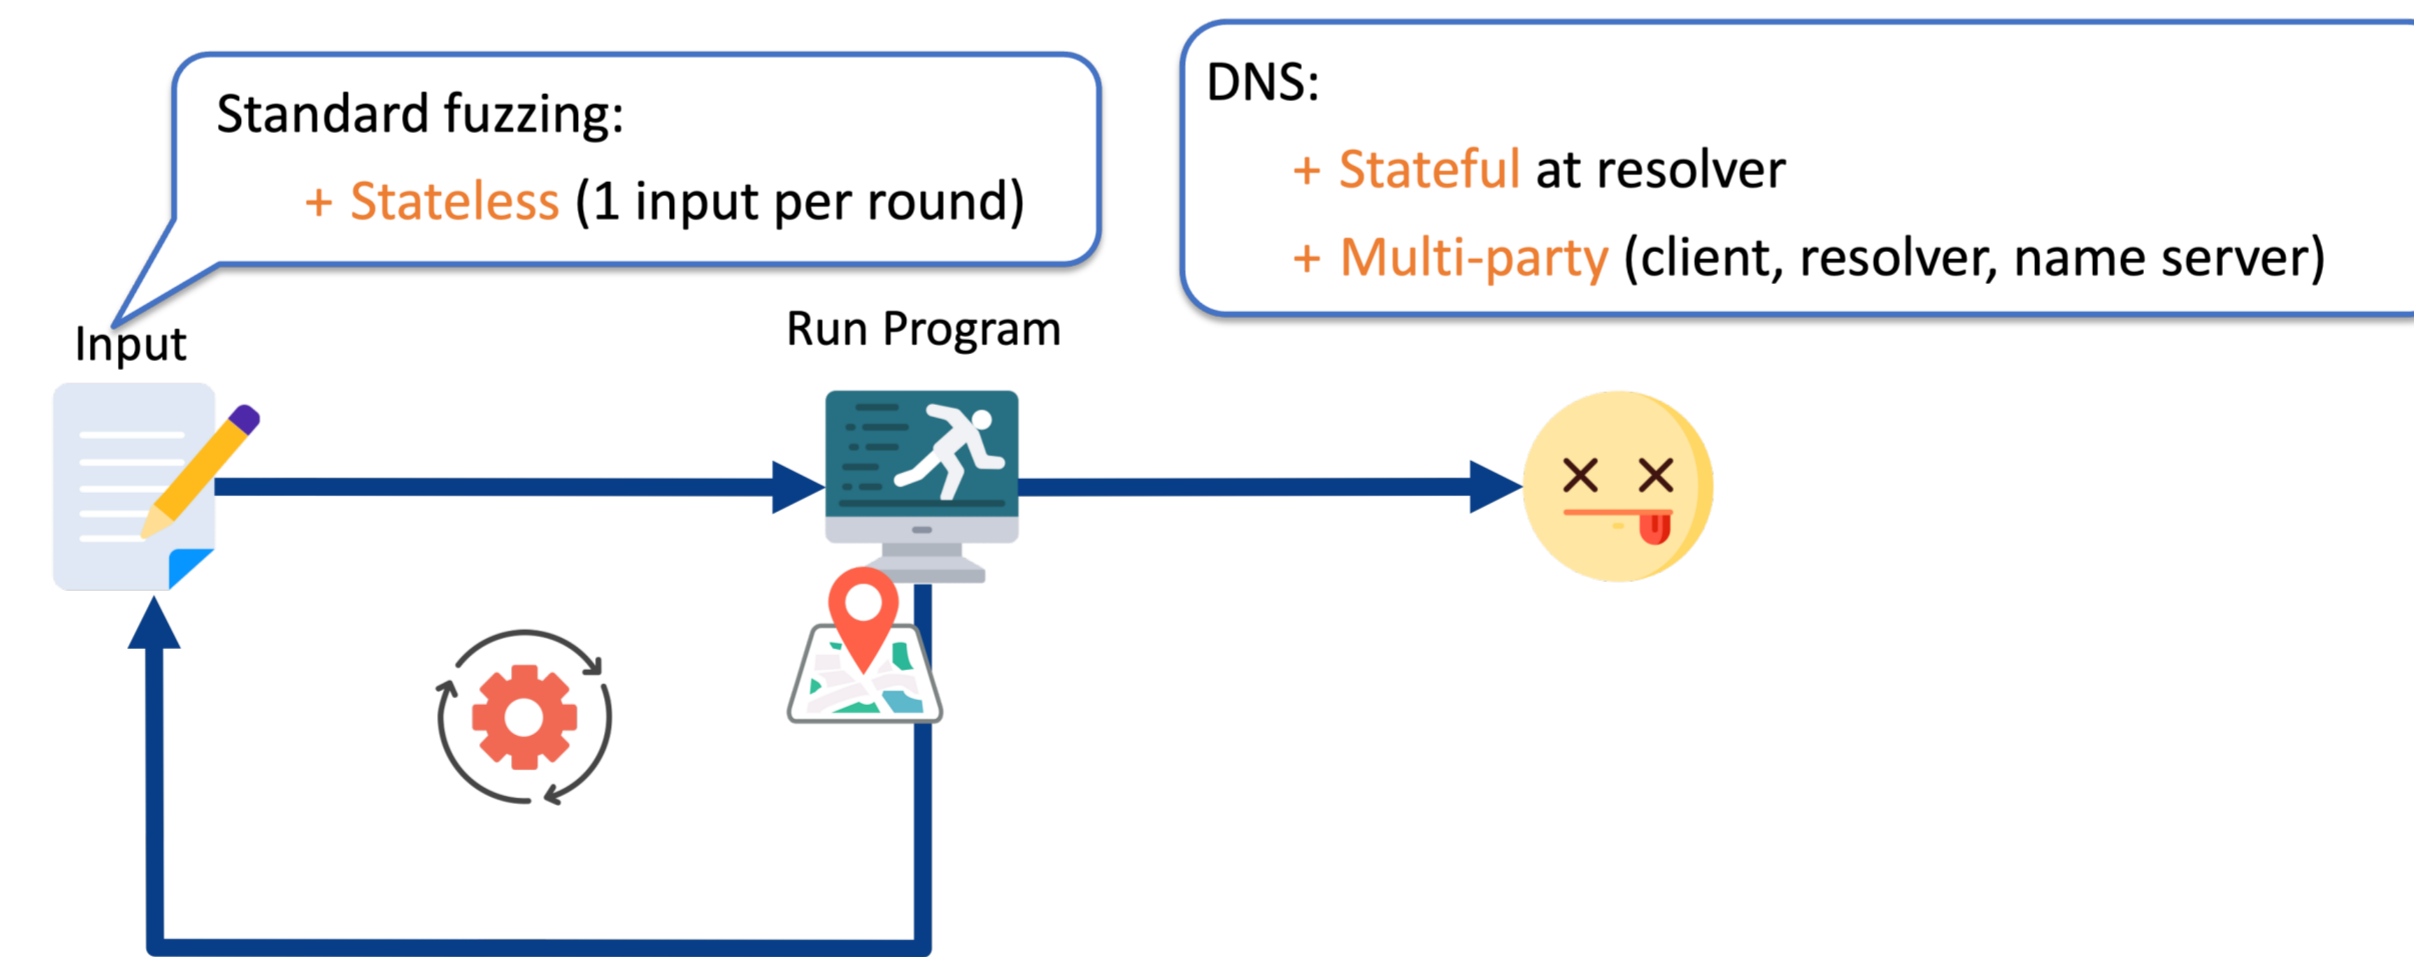 Standard fuzzing:
+ Stateless (1 input per round)
DNS:
+ Stateful at resolver
+ Multi-party (client, resolver, name server)
Input
Run Program